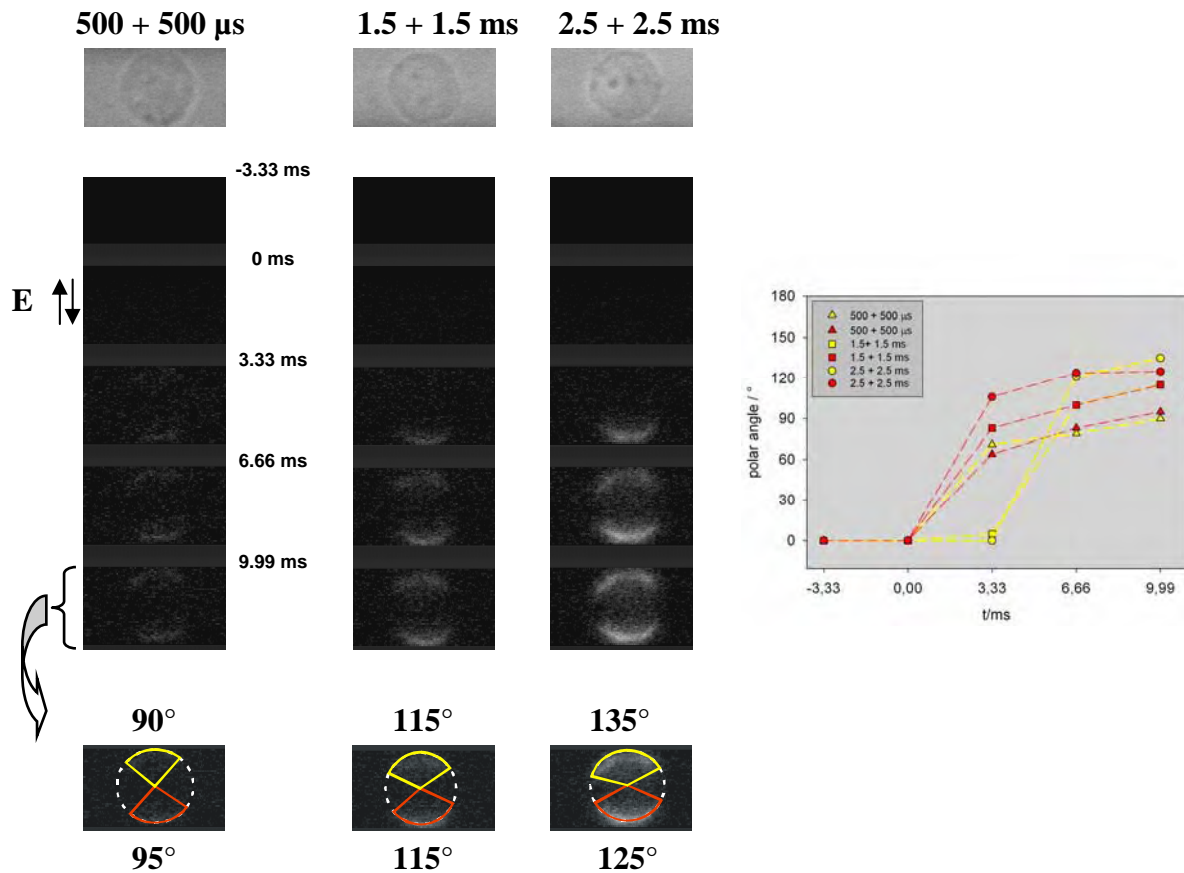 500 + 500 µs 1.5 + 1.5 ms 2.5 + 2.5 ms
-3.33 ms
0 ms
E
3.33 ms
6.66 ms
9.99 ms
90° 115° 135°
95° 115° 125°
180
150
120
90
60
30
0
polar angle / °
500 + 500 µs
500 + 500 µs
1.5+ 1.5 ms
1.5 + 1.5 ms
2.5 + 2.5 ms
2.5 + 2.5 ms
-3,33 0,00 3,33 6,66 9,99
t/ms